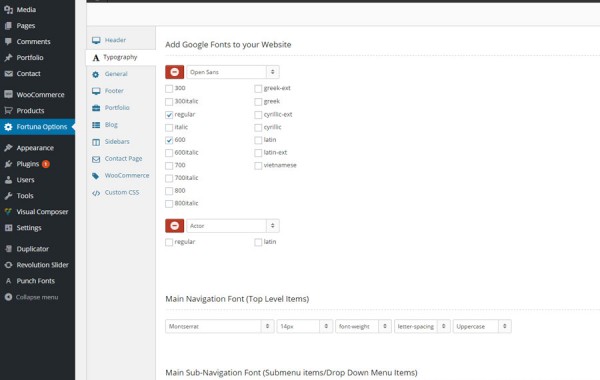 Media
Pages
Comments
Portfolio
Contact
WooCommerce
Products
Fortuna Options
Appearance
Plugins 1
Users
Tools
Visual Composer
Settings
Duplicator
Revolution Slider
Punch Fonts
Collapse menu
Header
Typography
General
Footer
Portfolio
Blog
Sidebars
Contact Page
WooCommerce
Custom CSS
Add Google Fonts to your Website
Open Sans
300 greek-ext
300italic greek
regular cyrillic-ext
italic cyrillic
600 latin
600italic latin-ext
700 vietnamese
700italic
800
800italic
Actor
regular latin
Main Navigation Font (Top Level Items)
Montserrat 14px font-weight letter-spacing Uppercase
Main Sub-Navigation Font (Submenu items/Drop Down Menu Items)